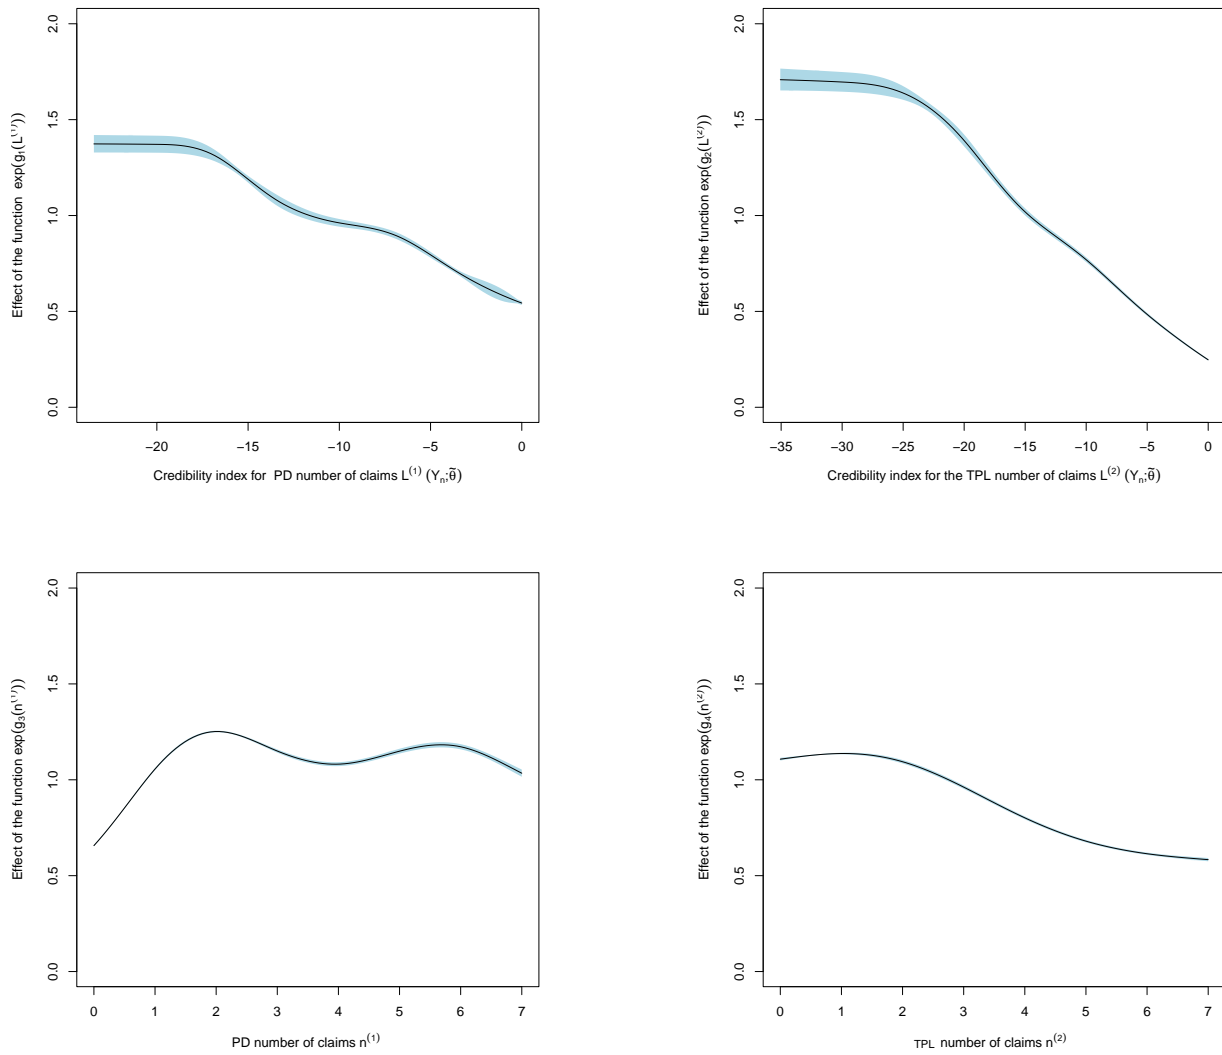 Effect of the function exp(g₁(L⁽¹⁾))
2.0
1.5
1.0
0.5
0.0
−20 −15 −10 −5 0
Credibility index for PD number of claims L⁽¹⁾ (Yₙ;θ̃)
Effect of the function exp(g₂(L⁽²⁾))
2.0
1.5
1.0
0.5
0.0
−35 −30 −25 −20 −15 −10 −5 0
Credibility index for the TPL number of claims L⁽²⁾ (Yₙ;θ̃)
Effect of the function exp(g₃(n⁽¹⁾))
2.0
1.5
1.0
0.5
0.0
0 1 2 3 4 5 6 7
PD number of claims n⁽¹⁾
Effect of the function exp(g₄(n⁽²⁾))
2.0
1.5
1.0
0.5
0.0
0 1 2 3 4 5 6 7
TPL number of claims n⁽²⁾